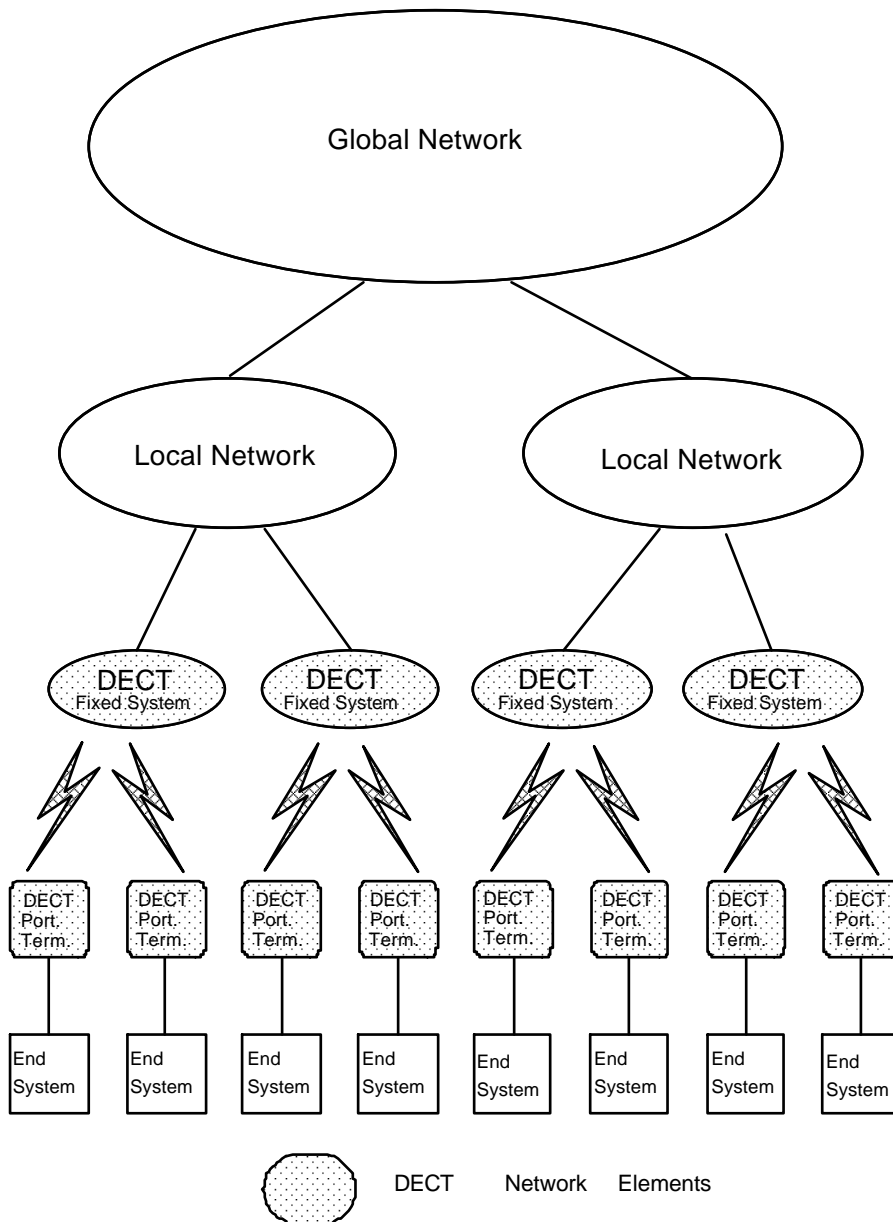 Global Network
Local Network
Local Network
DECT
Fixed System
DECT
Fixed System
DECT
Fixed System
DECT
Fixed System
DECT
Port.
Term.
DECT
Port.
Term.
DECT
Port.
Term.
DECT
Port.
Term.
DECT
Port.
Term.
DECT
Port.
Term.
DECT
Port.
Term.
DECT
Port.
Term.
End
System
End
System
End
System
End
System
End
System
End
System
End
System
End
System
DECT Network Elements